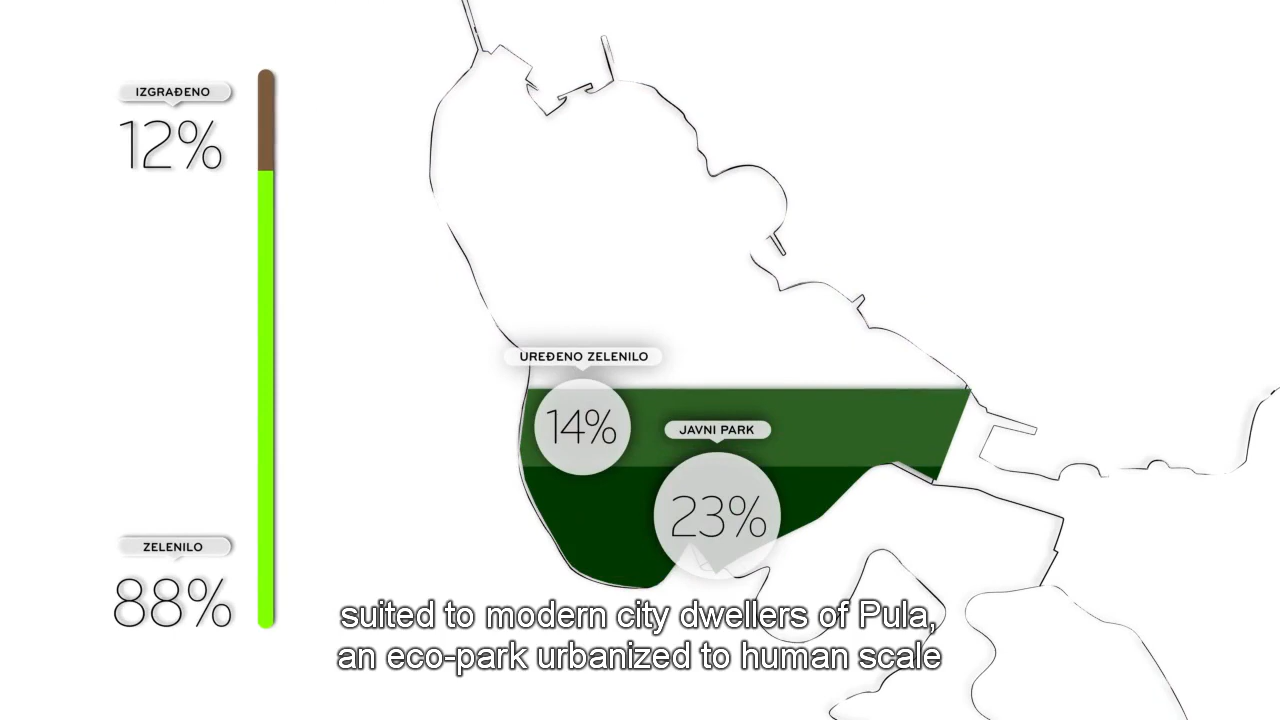 IZGRAĐENO
12%
UREĐENO ZELENILO
14%
JAVNI PARK
23%
ZELENILO
88%
suited to modern city dwellers of Pula,
an eco-park urbanized to human scale